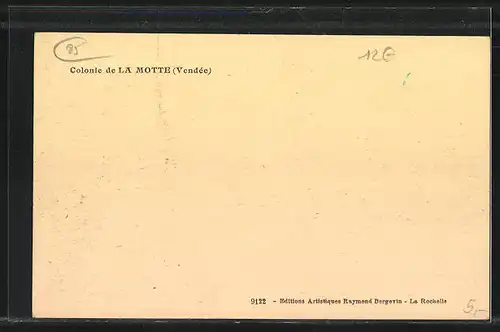 85
12€
Colonie de LA MOTTE (Vendée)
9122 - Editions Artistiques Raymond Bergevin - La Rochelle
5,-